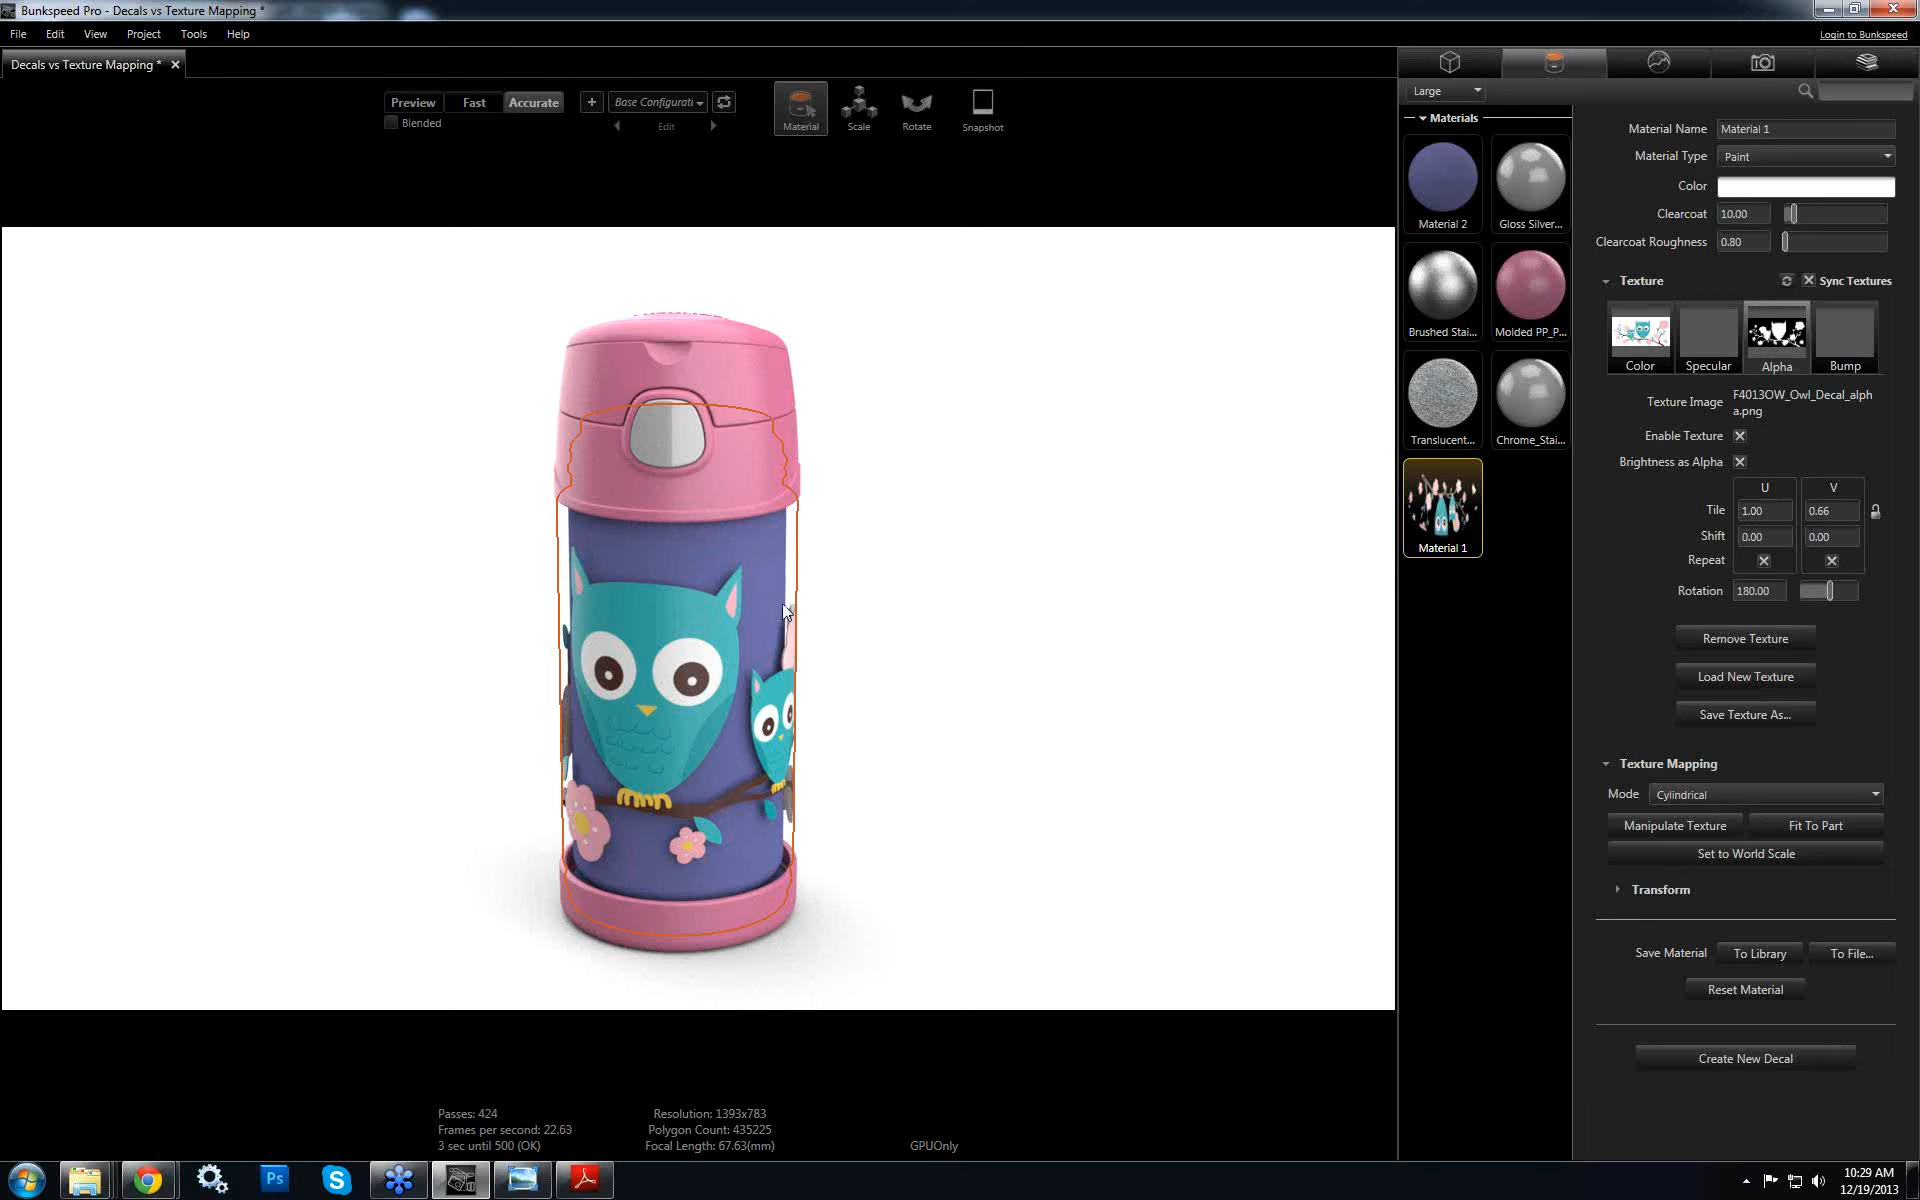 Bunkspeed Pro - Decals vs Texture Mapping *
File Edit View Project Tools Help
Login to Bunkspeed
Decals vs Texture Mapping *
Preview Fast Accurate
Blended
+ Base Configurati
Edit
Material Scale Rotate Snapshot
Large
Materials
Material 2 Gloss Silver...
Brushed Stai... Molded PP_P...
Translucent... Chrome_Stai...
Material 1
Material Name Material 1
Material Type Paint
Color
Clearcoat 10.00
Clearcoat Roughness 0.80
Texture Sync Textures
Color Specular Alpha Bump
Texture Image F4013OW_Owl_Decal_alph
a.png
Enable Texture
Brightness as Alpha
U V
Tile 1.00 0.66
Shift 0.00 0.00
Repeat
Rotation 180.00
Remove Texture
Load New Texture
Save Texture As...
Texture Mapping
Mode Cylindrical
Manipulate Texture Fit To Part
Set to World Scale
Transform
Save Material To Library To File...
Reset Material
Create New Decal
Passes: 424
Frames per second: 22.63
3 sec until 500 (OK)
Resolution: 1393x783
Polygon Count: 435225
Focal Length: 67.63(mm)
GPUOnly
Ps
10:29 AM
12/19/2013